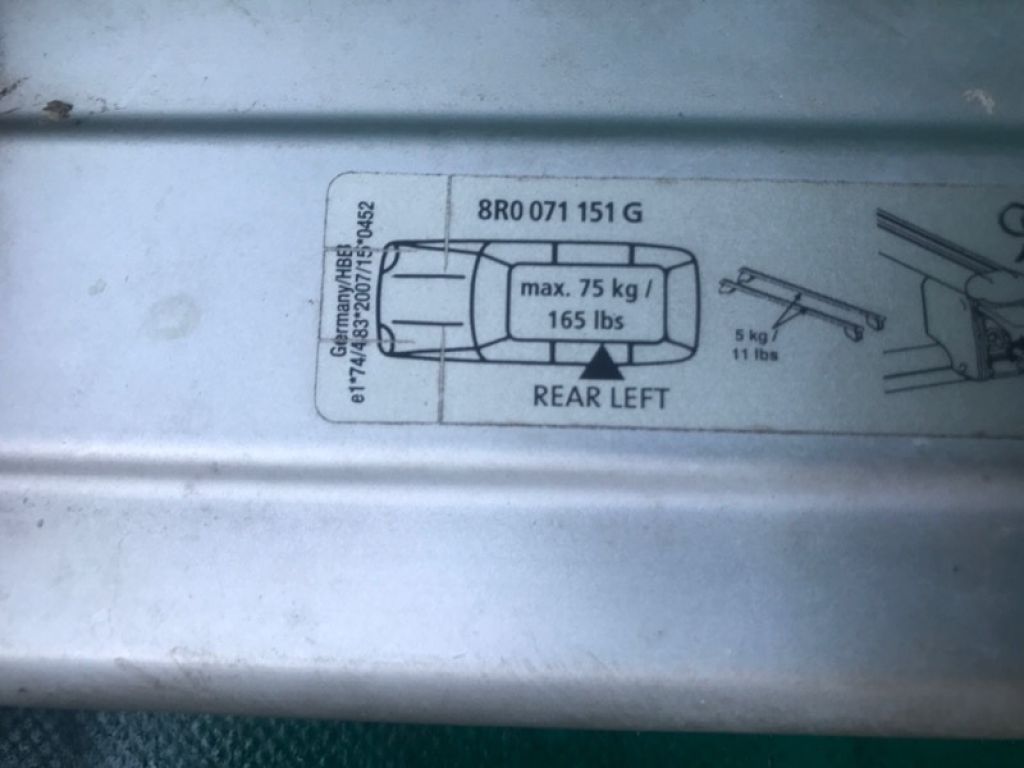 8R0 071 151 G
Germany/HBB
e1*74/483*2007/15*0452
max. 75 kg /
165 lbs
5 kg /
11 lbs
REAR LEFT